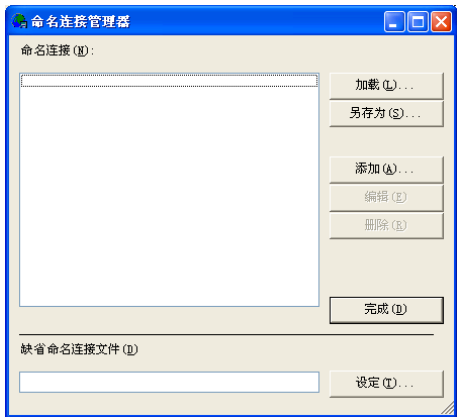 命名连接管理器
命名连接(N):
加载(L)...
另存为(S)...
添加(A)...
编辑(E)
删除(R)
完成(D)
缺省命名连接文件(D)
设定(T)...